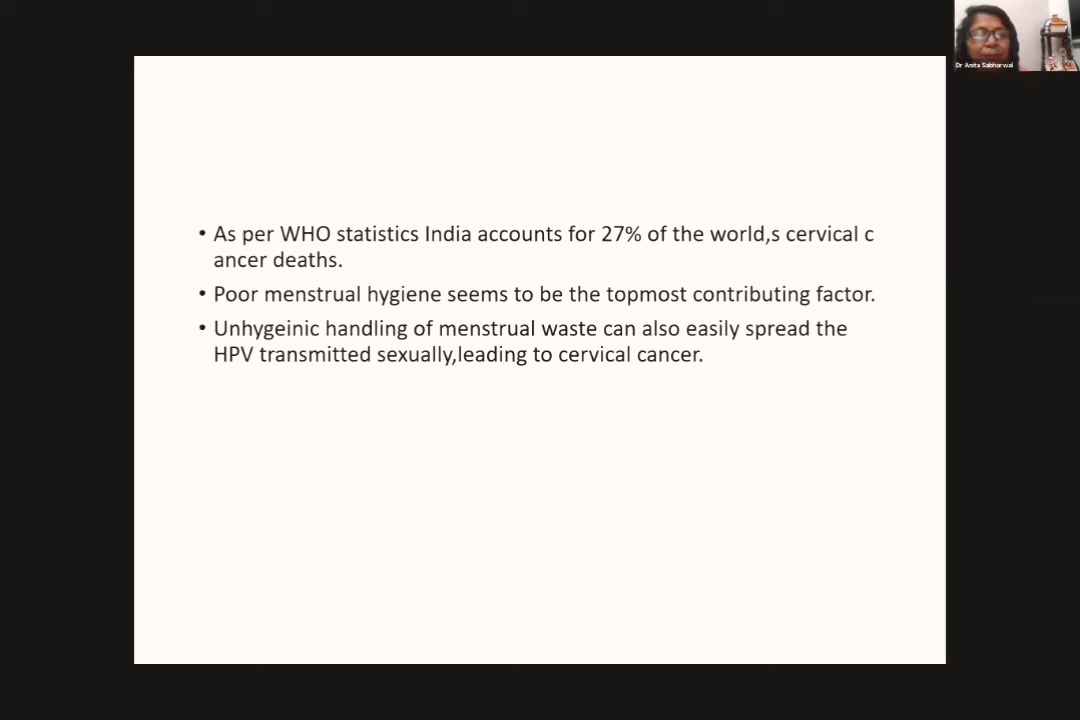 Dr Anita Sabharwal
• As per WHO statistics India accounts for 27% of the world,s cervical c
ancer deaths.
• Poor menstrual hygiene seems to be the topmost contributing factor.
• Unhygeinic handling of menstrual waste can also easily spread the
HPV transmitted sexually,leading to cervical cancer.